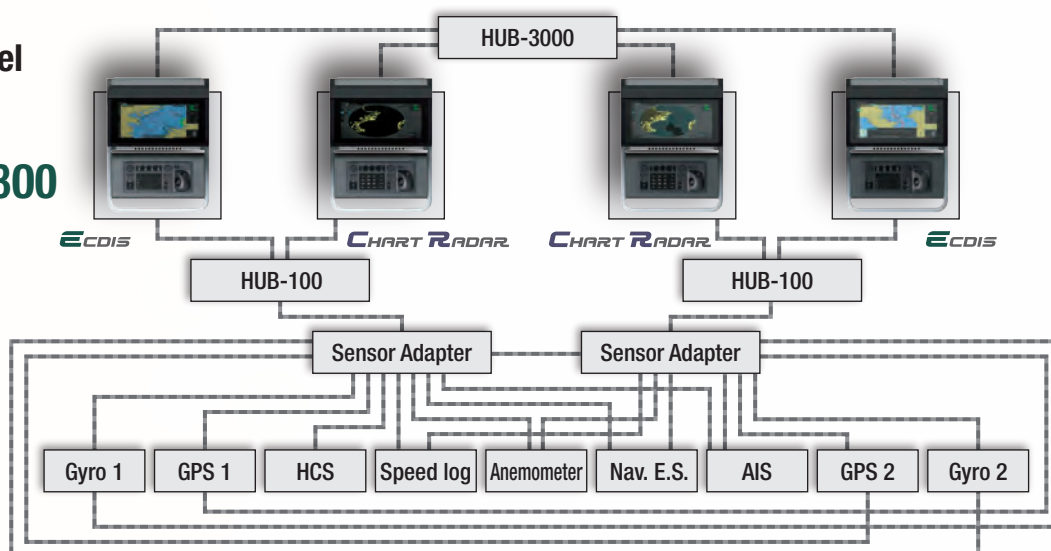 HUB-3000
el
300
ECDIS
CHART RADAR
CHART RADAR
ECDIS
HUB-100
HUB-100
Sensor Adapter
Sensor Adapter
Gyro 1
GPS 1
HCS
Speed log
Anemometer
Nav. E.S.
AIS
GPS 2
Gyro 2